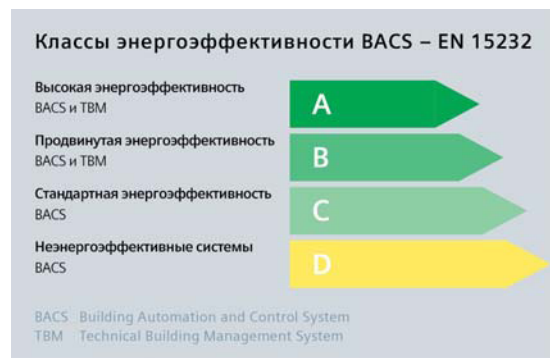 Классы энергоэффективности BACS – EN 15232
Высокая энергоэффективность
BACS и TBM
A
Продвинутая энергоэффективность
BACS и TBM
B
Стандартная энергоэффективность
BACS
C
Неэнергоэффективные системы
BACS
D
BACS Building Automation and Control System
TBM Technical Building Management System